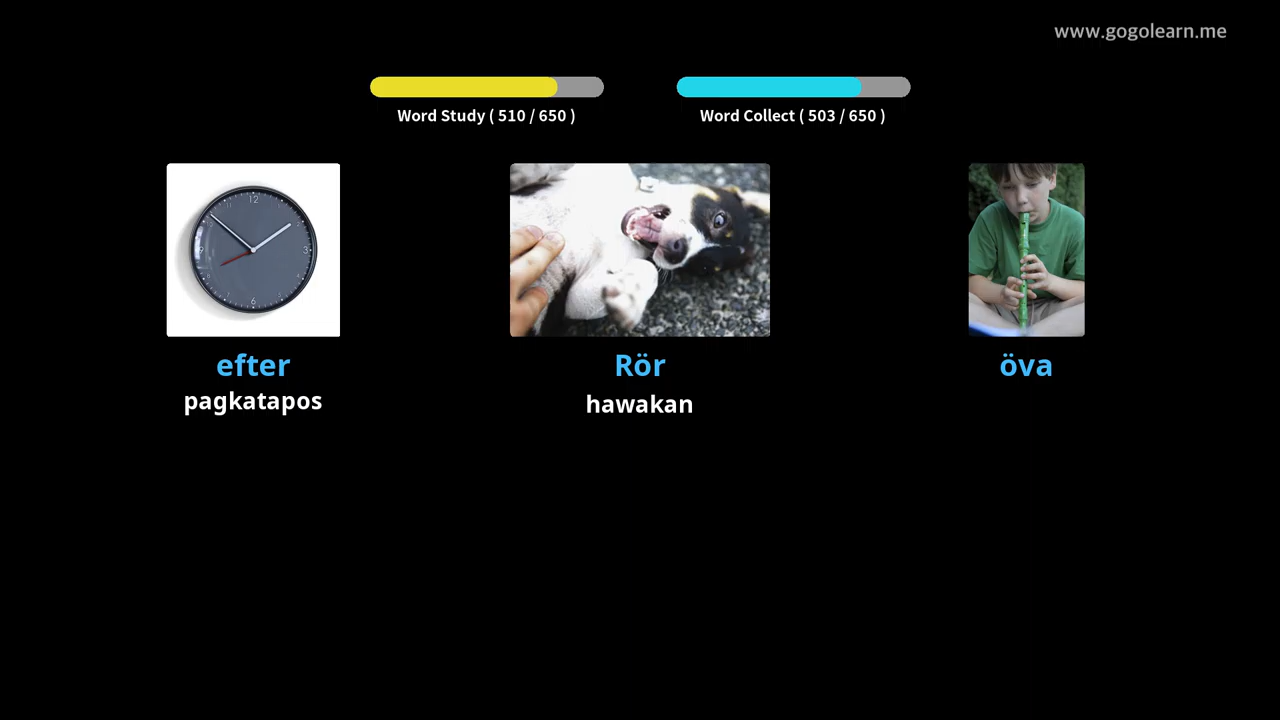 www.gogolearn.me
Word Study ( 510 / 650 )
Word Collect ( 503 / 650 )
efter
pagkatapos
Rör
hawakan
öva